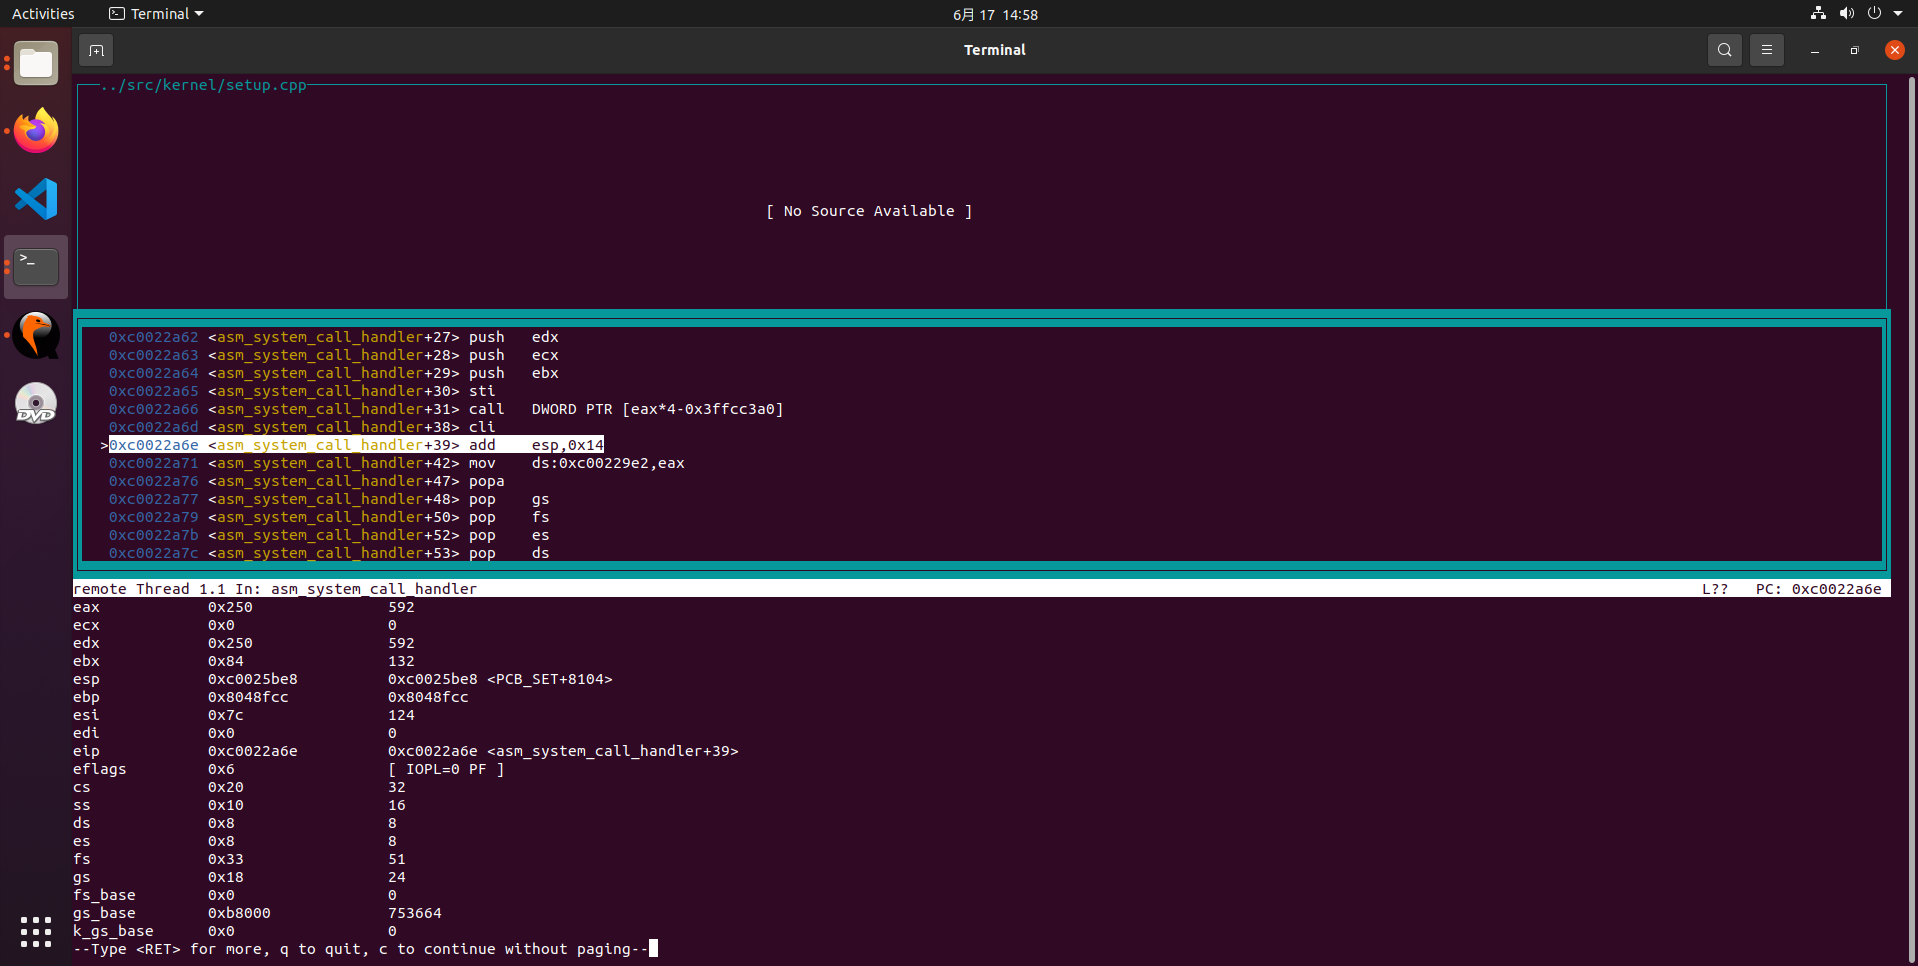 Activities Terminal 6月 17 14:58
Terminal
../src/kernel/setup.cpp
[ No Source Available ]
0xc0022a62 <asm_system_call_handler+27> push edx
0xc0022a63 <asm_system_call_handler+28> push ecx
0xc0022a64 <asm_system_call_handler+29> push ebx
0xc0022a65 <asm_system_call_handler+30> sti
0xc0022a66 <asm_system_call_handler+31> call DWORD PTR [eax*4-0x3ffcc3a0]
0xc0022a6d <asm_system_call_handler+38> cli
>0xc0022a6e <asm_system_call_handler+39> add esp,0x14
0xc0022a71 <asm_system_call_handler+42> mov ds:0xc00229e2,eax
0xc0022a76 <asm_system_call_handler+47> popa
0xc0022a77 <asm_system_call_handler+48> pop gs
0xc0022a79 <asm_system_call_handler+50> pop fs
0xc0022a7b <asm_system_call_handler+52> pop es
0xc0022a7c <asm_system_call_handler+53> pop ds
remote Thread 1.1 In: asm_system_call_handler L?? PC: 0xc0022a6e
eax 0x250 592
ecx 0x0 0
edx 0x250 592
ebx 0x84 132
esp 0xc0025be8 0xc0025be8 <PCB_SET+8104>
ebp 0x8048fcc 0x8048fcc
esi 0x7c 124
edi 0x0 0
eip 0xc0022a6e 0xc0022a6e <asm_system_call_handler+39>
eflags 0x6 [ IOPL=0 PF ]
cs 0x20 32
ss 0x10 16
ds 0x8 8
es 0x8 8
fs 0x33 51
gs 0x18 24
fs_base 0x0 0
gs_base 0xb8000 753664
k_gs_base 0x0 0
--Type <RET> for more, q to quit, c to continue without paging--
>_
DVD